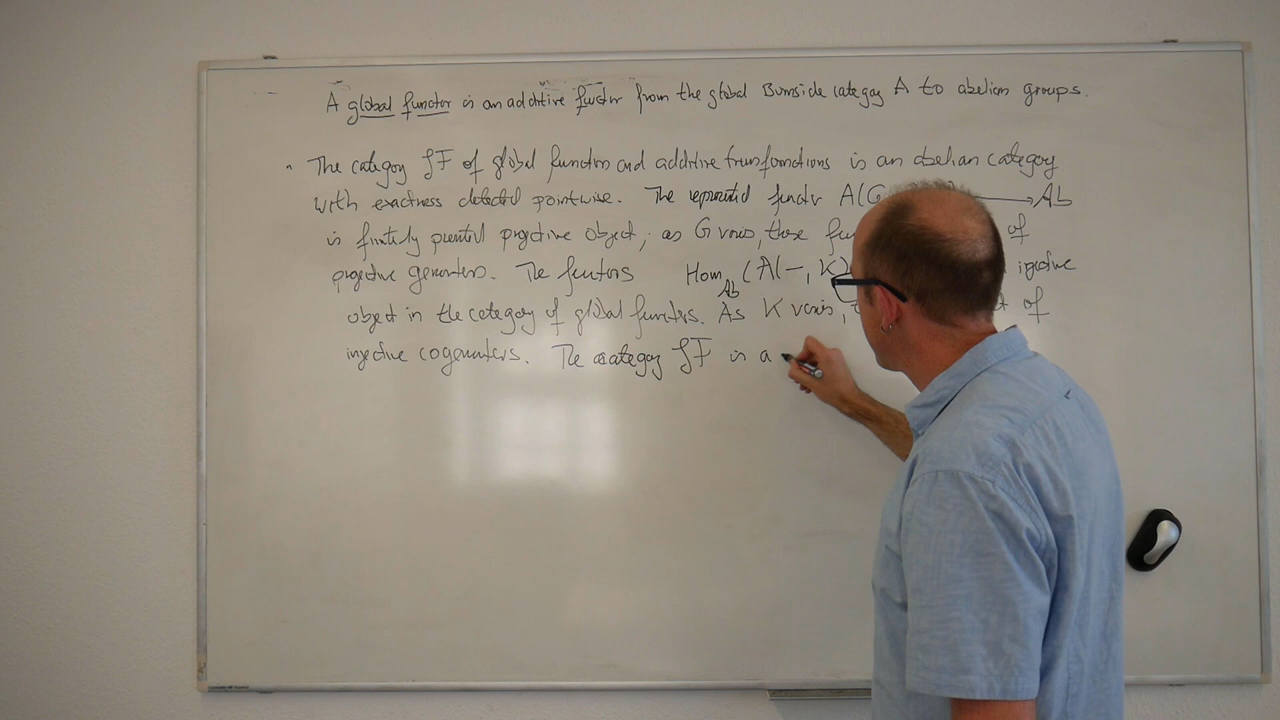 A global functor is an additive functor from the global Burnside category A to abelian groups.
The category GF of global functors and additive transformations is an abelian category
with exactness detected pointwise. The represented functor A(G → Ab
is finitely presented projective object, as G varies, these fun of
projective generators. The functors Hom_Ab (A(-, K) injective
object in the category of global functors. As K varies, t of
injective cogenerators. The category GF is a